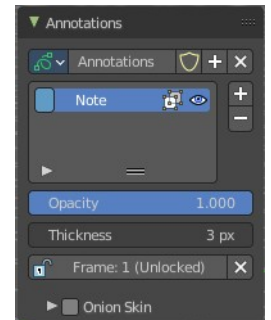 Annotations
Annotations
Note
Opacity 1.000
Thickness 3 px
Frame: 1 (Unlocked)
Onion Skin